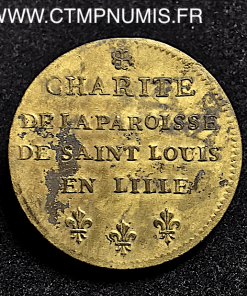 WWW.CTMPNUMIS.FR
CHARITE
DE LA PAROISSE
DE SAINT LOUIS
EN LILLE